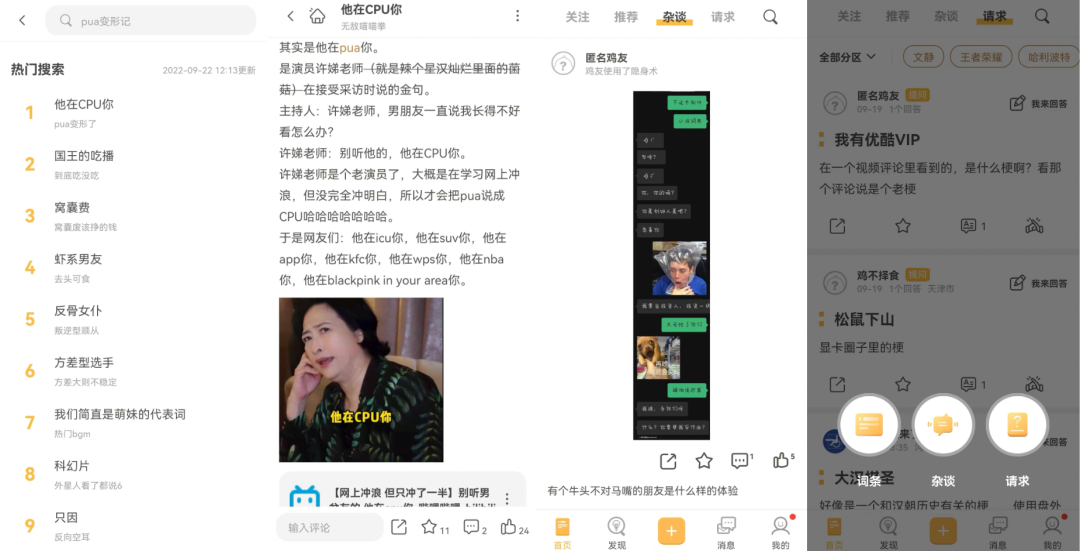 pua变形记
热门搜索
2022-09-22 12:13更新
1
他在CPU你
pua变形了
2
国王的吃播
到底吃没吃
3
窝囊费
窝囊废该挣的钱
4
虾系男友
去头可食
5
反骨女仆
叛逆型顺从
6
方差型选手
方差大则不稳定
7
我们简直是萌妹的代表词
热门bgm
8
科幻片
外星人看了都说6
9
只因
反向空耳
他在CPU你
无敌嘻嘻拳
其实是他在pua你。
是演员许娣老师（就是辣个星汉灿烂里面的菌
菇）在接受采访时说的金句。
主持人：许娣老师，男朋友一直说我长得不好
看怎么办？
许娣老师：别听他的，他在CPU你。
许娣老师是个老演员了，大概是在学习网上冲
浪，但没完全冲明白，所以才会把pua说成
CPU哈哈哈哈哈哈哈。
于是网友们：他在icu你，他在suv你，他在
app你，他在kfc你，他在wps你，他在nba
你，他在blackpink in your area你。
他在CPU你
【网上冲浪 但只冲了一半】别听男
输入评论
11
2
24
关注
推荐
杂谈
请求
匿名鸡友
鸡友使用了隐身术
1
5
有个牛头不对马嘴的朋友是什么样的体验
首页
发现
消息
我的
关注
推荐
杂谈
请求
全部分区
文静
王者荣耀
哈利波特
匿名鸡友
提问
09-19 1个回答
我来回答
我有优酷VIP
在一个视频评论里看到的，是什么梗啊？看那
个评论说是个老梗
1
鸡不择食
提问
09-19 1个回答 天津市
我来回答
松鼠下山
显卡圈子里的梗
1
词条
杂谈
请求
好像是一个和汉朝历史有关的梗
使用盘外
首页
发现
消息
我的